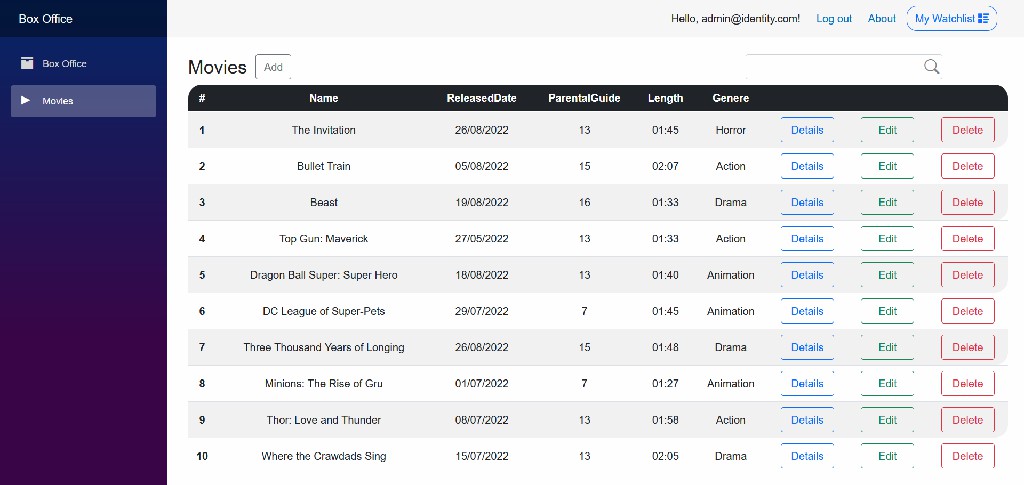 Box Office
Hello, admin@identity.com! Log out About My Watchlist
Box Office
Movies
Movies Add
# Name ReleasedDate ParentalGuide Length Genere
1 The Invitation 26/08/2022 13 01:45 Horror Details Edit Delete
2 Bullet Train 05/08/2022 15 02:07 Action Details Edit Delete
3 Beast 19/08/2022 16 01:33 Drama Details Edit Delete
4 Top Gun: Maverick 27/05/2022 13 01:33 Action Details Edit Delete
5 Dragon Ball Super: Super Hero 18/08/2022 13 01:40 Animation Details Edit Delete
6 DC League of Super-Pets 29/07/2022 7 01:45 Animation Details Edit Delete
7 Three Thousand Years of Longing 26/08/2022 15 01:48 Drama Details Edit Delete
8 Minions: The Rise of Gru 01/07/2022 7 01:27 Animation Details Edit Delete
9 Thor: Love and Thunder 08/07/2022 13 01:58 Action Details Edit Delete
10 Where the Crawdads Sing 15/07/2022 13 02:05 Drama Details Edit Delete